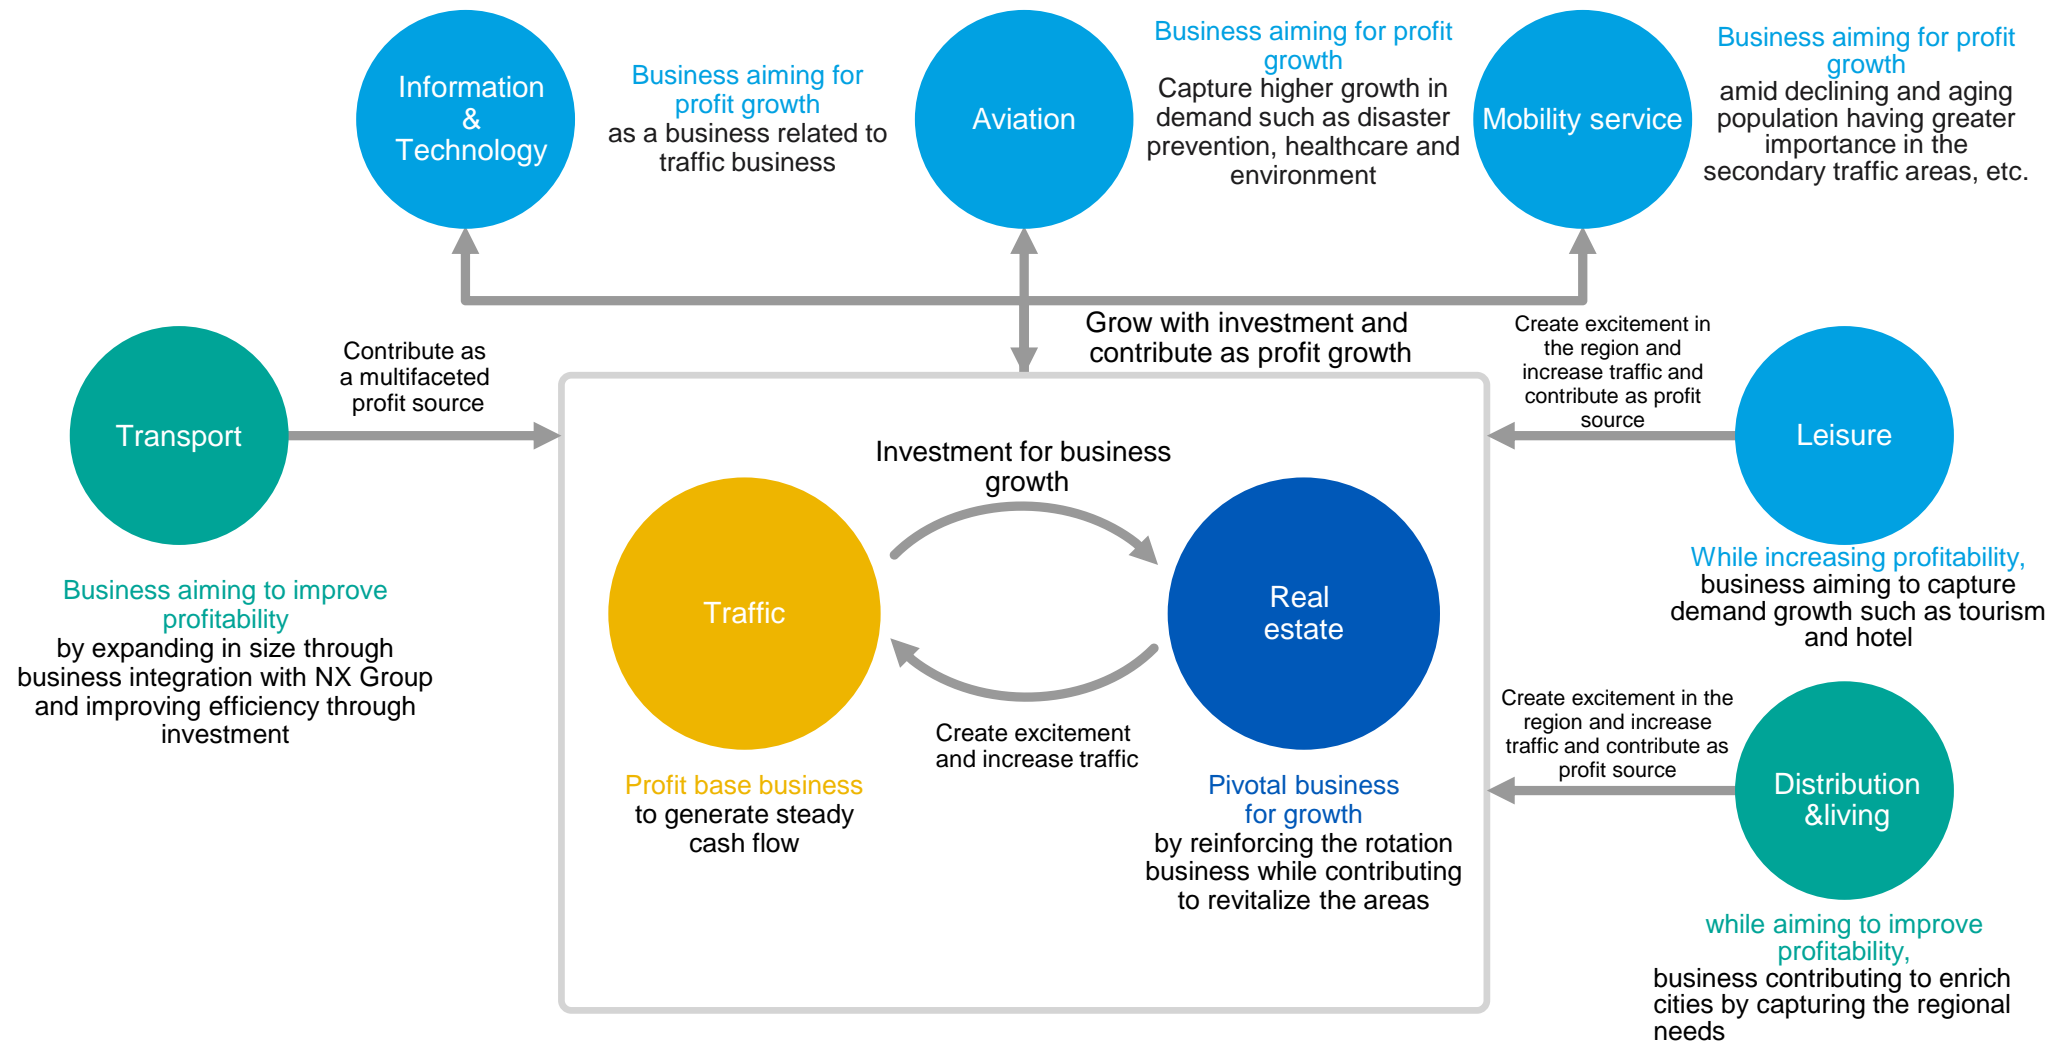 Information
&
Technology
Business aiming for
profit growth
as a business related to
traffic business
Aviation
Business aiming for profit
growth
Capture higher growth in
demand such as disaster
prevention, healthcare and
environment
Mobility service
Business aiming for profit
growth
amid declining and aging
population having greater
importance in the
secondary traffic areas, etc.
Grow with investment and
contribute as profit growth
Transport
Contribute as
a multifaceted
profit source
Business aiming to improve
profitability
by expanding in size through
business integration with NX Group
and improving efficiency through
investment
Investment for business
growth
Traffic
Real
estate
Create excitement
and increase traffic
Profit base business
to generate steady
cash flow
Pivotal business
for growth
by reinforcing the rotation
business while contributing
to revitalize the areas
Create excitement in
the region and
increase traffic and
contribute as profit
source
Leisure
While increasing profitability,
business aiming to capture
demand growth such as tourism
and hotel
Create excitement in the
region and increase
traffic and contribute as
profit source
Distribution
&living
while aiming to improve
profitability,
business contributing to enrich
cities by capturing the regional
needs